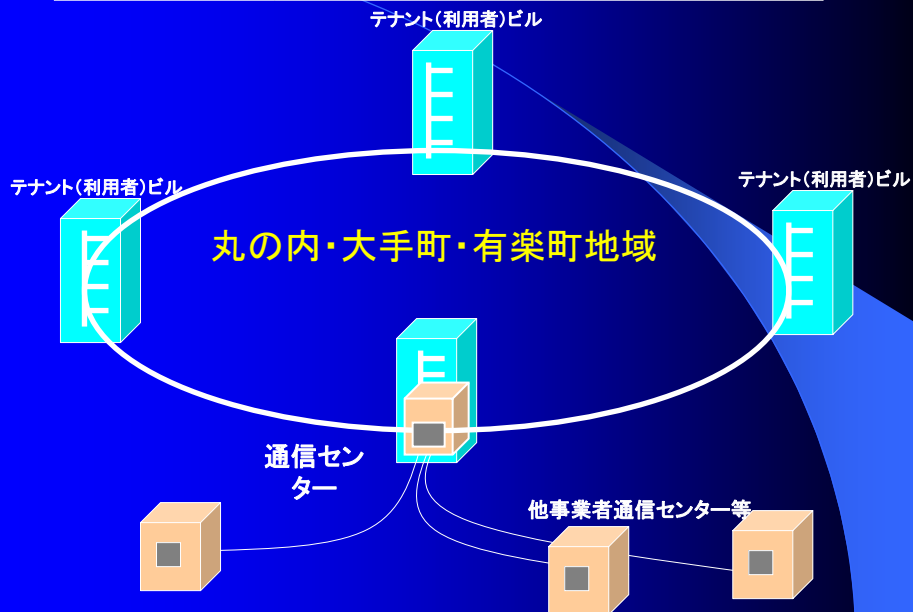 テナント(利用者)ビル
テナント(利用者)ビル
テナント(利用者)ビル
丸の内・大手町・有楽町地域
通信セン
ター
他事業者通信センター等